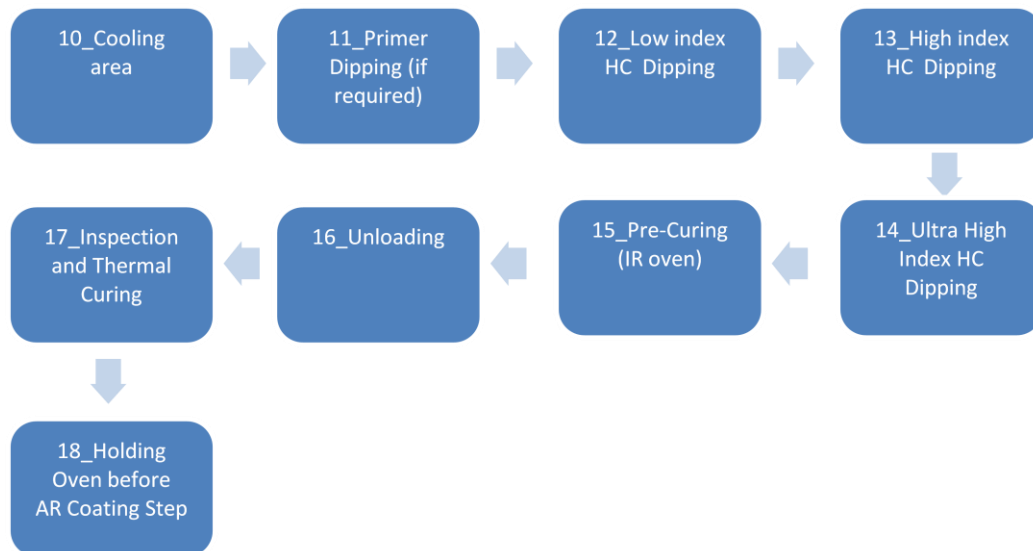 10_Cooling
area
11_Primer
Dipping (if
required)
12_Low index
HC Dipping
13_High index
HC Dipping
14_Ultra High
Index HC
Dipping
15_Pre-Curing
(IR oven)
16_Unloading
17_Inspection
and Thermal
Curing
18_Holding
Oven before
AR Coating Step